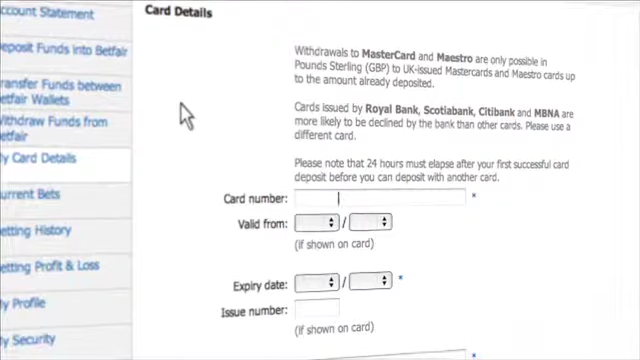 ccount Statement
eposit Funds into Betfair
ransfer Funds between
etfair Wallets
ithdraw Funds from
etfair
y Card Details
urrent Bets
etting History
etting Profit & Loss
y Profile
y Security
Card Details
Withdrawals to MasterCard and Maestro are only possible in
Pounds Sterling (GBP) to UK-issued Mastercards and Maestro cards up
to the amount already deposited.
Cards issued by Royal Bank, Scotiabank, Citibank and MBNA are
more likely to be declined by the bank than other cards. Please use a
different card.
Please note that 24 hours must elapse after your first successful card
deposit before you can deposit with another card.
Card number: *
Valid from: /
(if shown on card)
Expiry date: / *
Issue number:
(if shown on card)
*